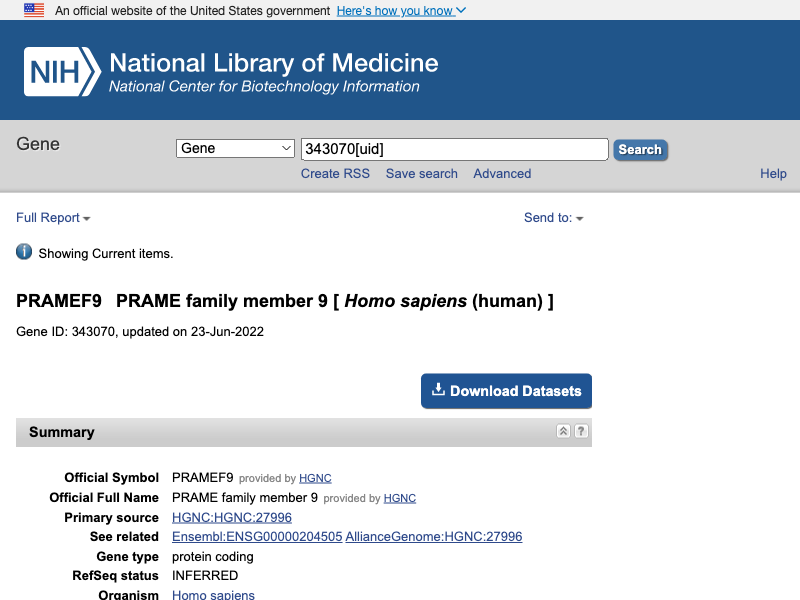 An official website of the United States government Here's how you know
NIH National Library of Medicine
National Center for Biotechnology Information
Gene
Gene 343070[uid] Search
Create RSS Save search Advanced Help
Full Report Send to:
i Showing Current items.
PRAMEF9 PRAME family member 9 [ Homo sapiens (human) ]
Gene ID: 343070, updated on 23-Jun-2022
Download Datasets
Summary ?
Official Symbol PRAMEF9 provided by HGNC
Official Full Name PRAME family member 9 provided by HGNC
Primary source HGNC:HGNC:27996
See related Ensembl:ENSG00000204505 AllianceGenome:HGNC:27996
Gene type protein coding
RefSeq status INFERRED
Organism Homo sapiens